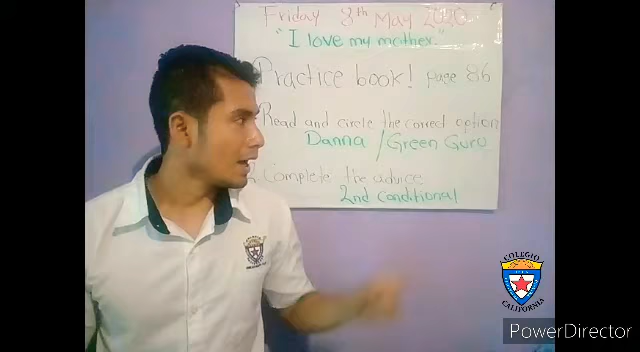 Friday 8th May 2020
"I love my mother"
Practice book! page 86
Read and circle the correct option
Danna / Green Guru
2 Complete the advice.
2nd Conditional
COLEGIO
CALIFORNIA
PowerDirector